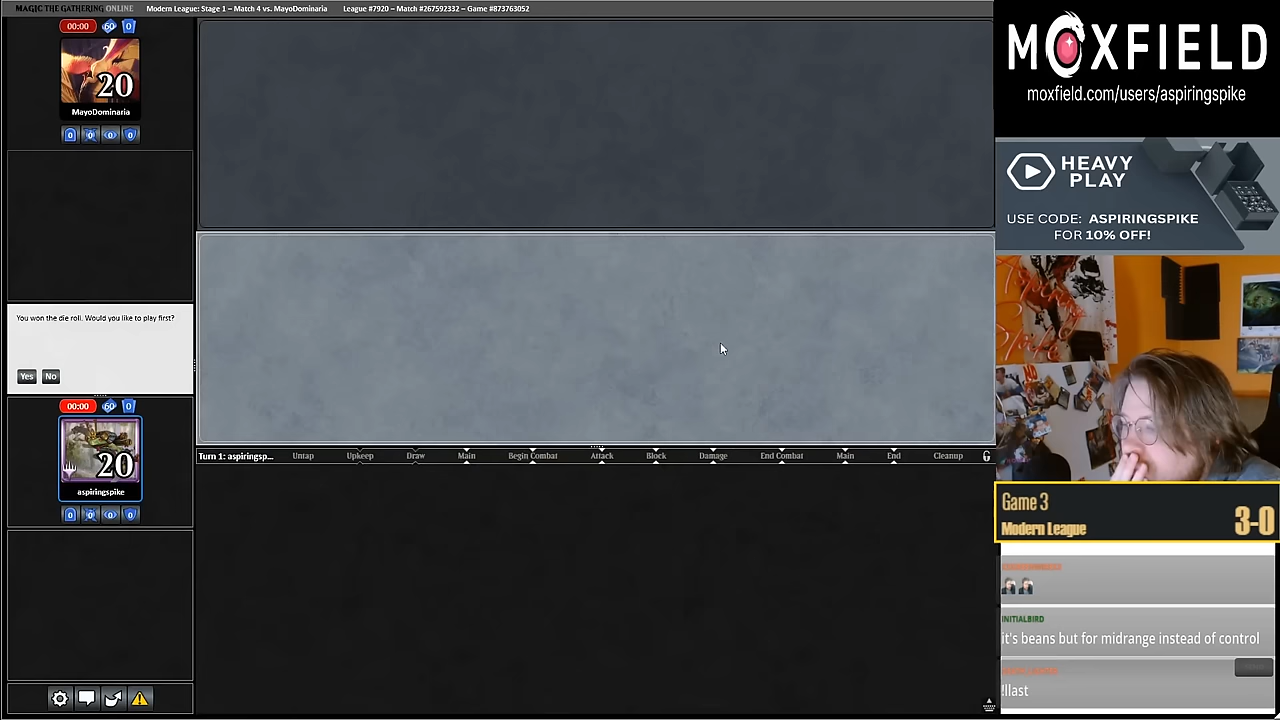 MAGIC THE GATHERING ONLINE
Modern League: Stage 1 – Match 4 vs. MayoDominaria
League #7920 – Match #267592332 – Game #873763052
00:00 60 0
20
MayoDominaria
0 0 0 0
You won the die roll. Would you like to play first?
Yes No
00:00 60 0
20
aspiringspike
0 0 0 0
Turn 1: aspiringsp... Untap Upkeep Draw Main Begin Combat Attack Block Damage End Combat Main End Cleanup
MOXFIELD
moxfield.com/users/aspiringspike
HEAVY
PLAY
USE CODE: ASPIRINGSPIKE
FOR 10% OFF!
Game 3
Modern League
3-0
INITIALBIRD
it's beans but for midrange instead of control
!last